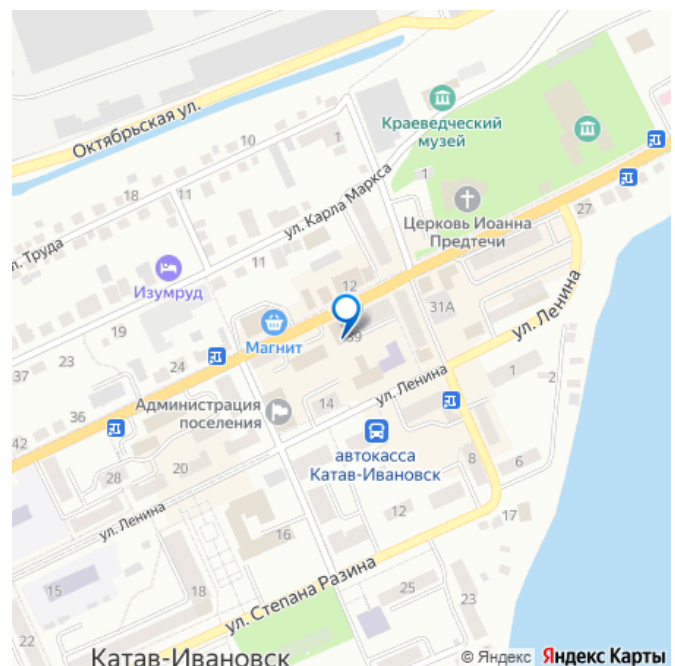 Октябрьская ул.
10
1
Краеведческий
музей
18
11
ул. Карла Маркса
1
л. Труда
Церковь Иоанна
Предтечи
27
Изумруд
11
12
31А
ул. Ленина
19
Магнит
39
23
24
37
1
2
ул. Ленина
36
Администрация
поселения
14
42
автокасса
Катав-Ивановск
8
6
28
20
ул. Ленина
12
17
16
15
18
ул. Степана Разина
25
23
22
Катав-Ивановск
© Яндекс Яндекс Карты